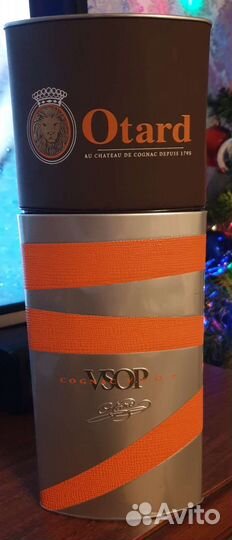 Otard
AU CHATEAU DE COGNAC DEPUIS 1795
VSOP
Avito